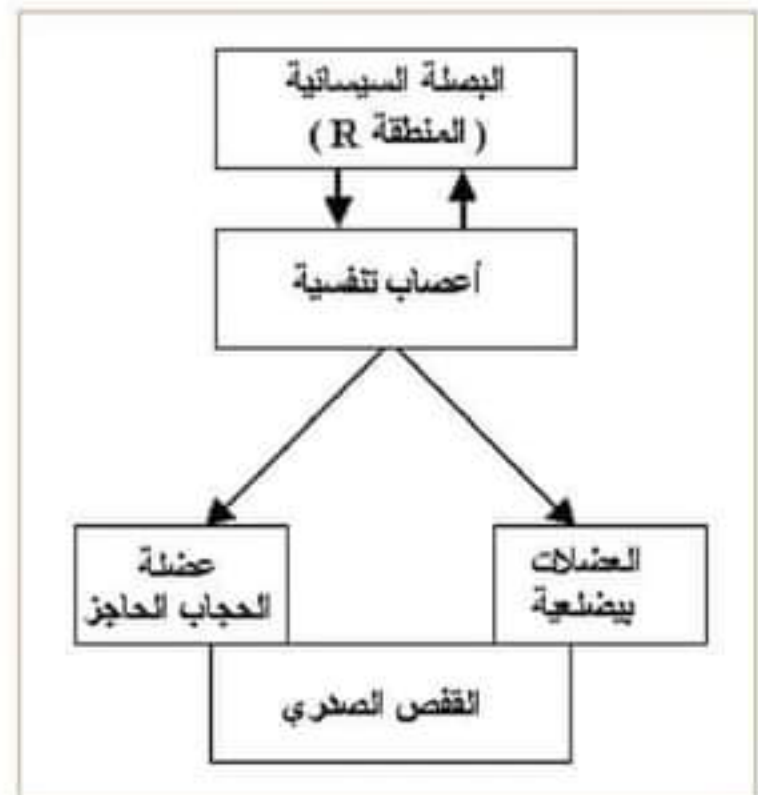 البصلة السيسائية
( المنطقة R )
أعصاب تنفسية
عضلة
الحجاب الحاجز
العضلات
بيضلعية
القفص الصدري